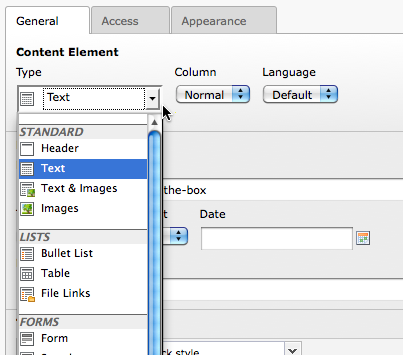 General Access Appearance
Content Element
Type Column Language
Text Normal Default
STANDARD
Header
Text
Text & Images the-box
Images
Date
LISTS
Bullet List
Table
File Links
FORMS
Form
style